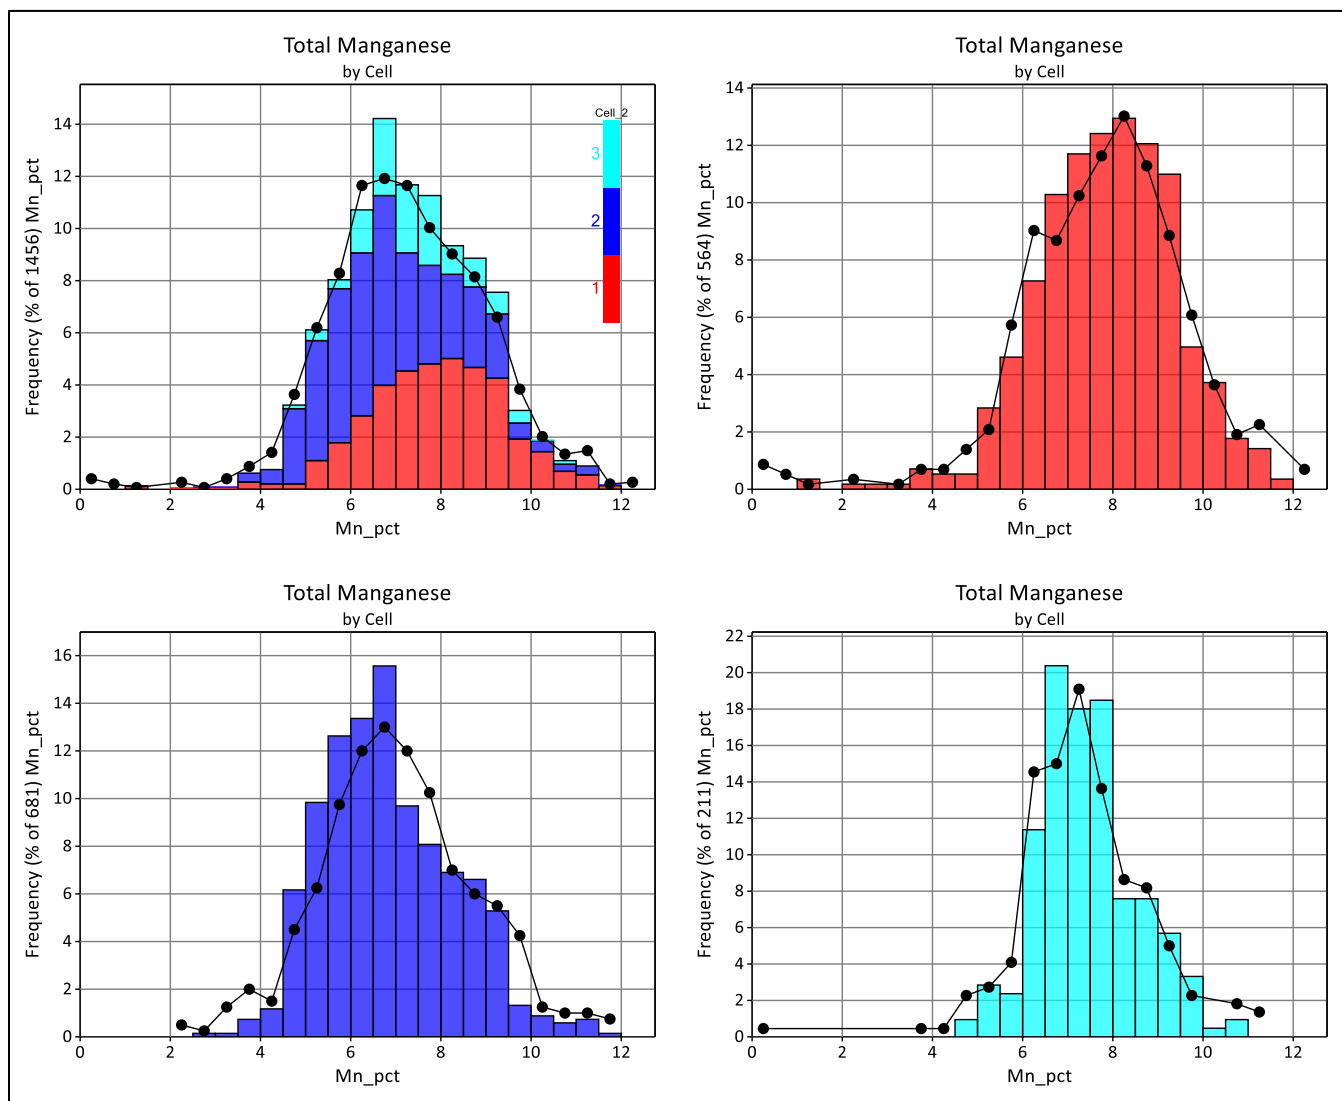 Total Manganese
by Cell
Frequency (% of 1456) Mn_pct
14
12
10
8
6
4
2
0
0 2 4 6 8 10 12
Mn_pct
Cell_2
3
2
1
Total Manganese
by Cell
Frequency (% of 564) Mn_pct
14
12
10
8
6
4
2
0
0 2 4 6 8 10 12
Mn_pct
Total Manganese
by Cell
Frequency (% of 681) Mn_pct
16
14
12
10
8
6
4
2
0
0 2 4 6 8 10 12
Mn_pct
Total Manganese
by Cell
Frequency (% of 211) Mn_pct
22
20
18
16
14
12
10
8
6
4
2
0
0 2 4 6 8 10 12
Mn_pct